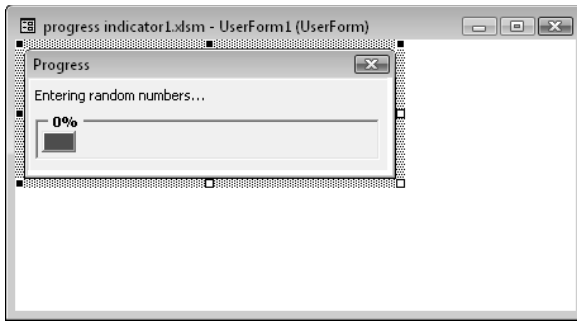 progress indicator1.xlsm - UserForm1 (UserForm)
Progress
Entering random numbers...
0%